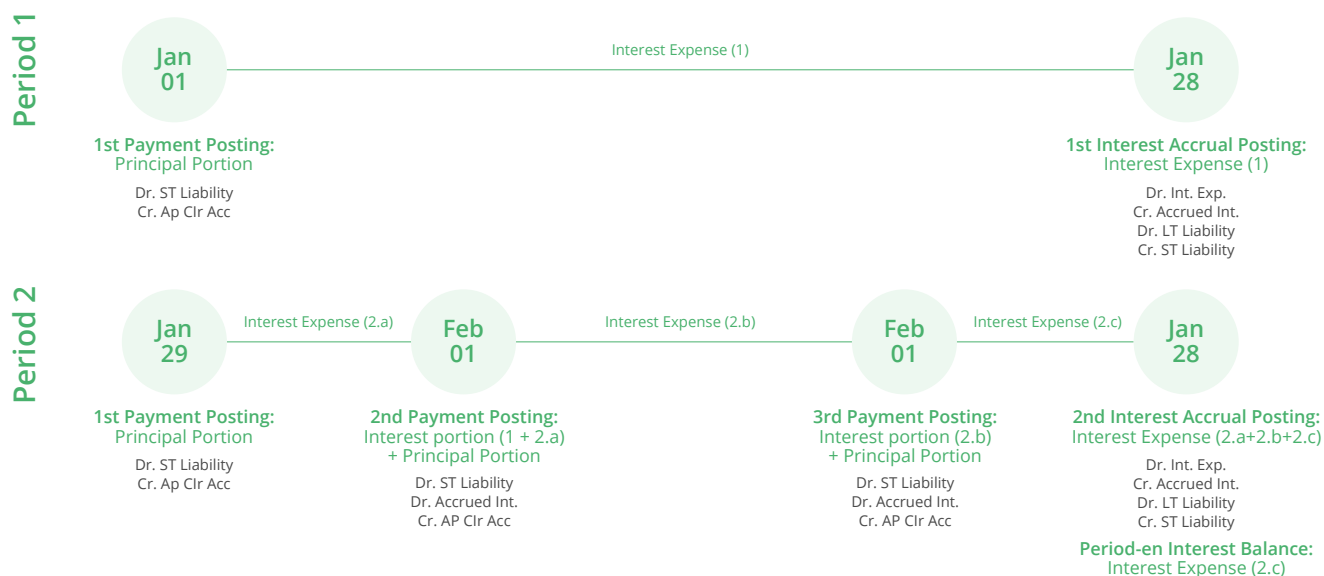 Period 1
Jan
01
Interest Expense (1)
Jan
28
1st Payment Posting:
Principal Portion
Dr. ST Liability
Cr. Ap Clr Acc
1st Interest Accrual Posting:
Interest Expense (1)
Dr. Int. Exp.
Cr. Accrued Int.
Dr. LT Liability
Cr. ST Liability
Period 2
Jan
29
Interest Expense (2.a)
Feb
01
Interest Expense (2.b)
Feb
01
Interest Expense (2.c)
Jan
28
1st Payment Posting:
Principal Portion
Dr. ST Liability
Cr. Ap Clr Acc
2nd Payment Posting:
Interest portion (1 + 2.a)
+ Principal Portion
Dr. ST Liability
Dr. Accrued Int.
Cr. AP Clr Acc
3rd Payment Posting:
Interest portion (2.b)
+ Principal Portion
Dr. ST Liability
Dr. Accrued Int.
Cr. AP Clr Acc
2nd Interest Accrual Posting:
Interest Expense (2.a+2.b+2.c)
Dr. Int. Exp.
Cr. Accrued Int.
Dr. LT Liability
Cr. ST Liability
Period-en Interest Balance:
Interest Expense (2.c)